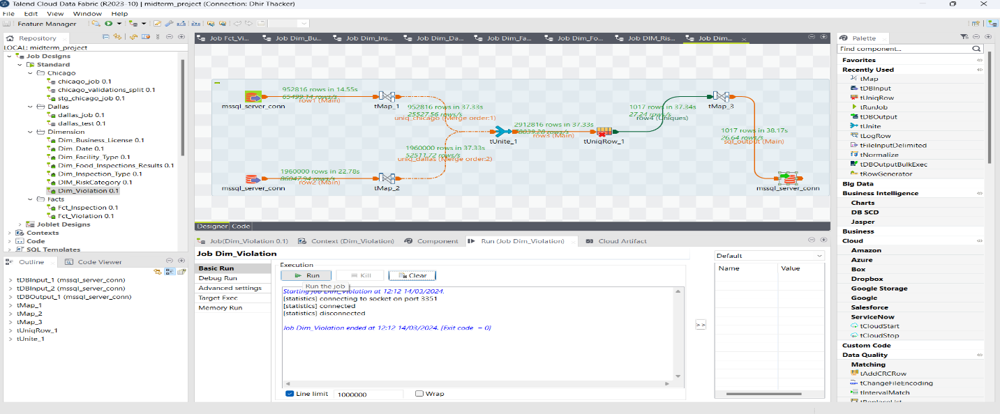 Talend Cloud Data Fabric (R2023-10) | midterm_project (Connection: Dhir Thacker)
File Edit View Window Help
Feature Manager
Repository
LOCAL: midterm_project
Job Designs
Standard
Chicago
chicago_job 0.1
chicago_validations_split 0.1
stg_chicago_job 0.1
Dallas
dallas_job 0.1
dallas_test 0.1
Dimension
Dim_Business_License 0.1
Dim_Date 0.1
Dim_Facility_Type 0.1
Dim_Food_Inspections_Results 0.1
Dim_Inspection_Type 0.1
DIM_RiskCategory 0.1
Dim_Violation 0.1
Facts
Fct_Inspection 0.1
Fct_Violation 0.1
Joblet Designs
Contexts
Code
SQL Templates
Outline Code Viewer
tDBInput_1 (mssql_server_conn)
tDBInput_2 (mssql_server_conn)
tDBOutput_1 (mssql_server_conn)
tMap_1
tMap_2
tMap_3
tUniqRow_1
tUnite_1
Job Fct_Vi... Job Dim_Bu... Job Dim_Ins... Job Dim_Da... Job Dim_Fa... Job Dim_Fo... Job DIM_Ris... Job Dim...
952816 rows in 14.55s
65499.14 rows/s
row1 (Main)
mssql_server_conn
tMap_1
952816 rows in 37.33s
25527.56 rows/s
uniq_chicago (Merge order:1)
1017 rows in 37.34s
27.24 rows/s
row4 (Uniques)
tMap_3
2912816 rows in 37.33s
78039.28 rows/s
row3 (Main)
tUnite_1
tUniqRow_1
1017 rows in 38.17s
26.64 rows/s
sql_output (Main)
1960000 rows in 37.33s
52511.72 rows/s
uniq_dallas (Merge order:2)
1960000 rows in 22.78s
86047.94 rows/s
row2 (Main)
mssql_server_conn
tMap_2
mssql_server_conn
Designer Code
Job(Dim_Violation 0.1) Context (Dim_Violation) Component Run (Job Dim_Violation) Cloud Artifact
Job Dim_Violation
Basic Run
Debug Run
Advanced settings
Target Exec
Memory Run
Execution
Run Kill Clear
Run the job
Starting job Dim_Violation at 12:12 14/03/2024.
[statistics] connecting to socket on port 3351
[statistics] connected
[statistics] disconnected
Job Dim_Violation ended at 12:12 14/03/2024. [Exit code = 0]
Line limit 1000000 Wrap
>>
Default
Name Value
Palette
Find component...
Favorites
Recently Used
tMap
tDBInput
tUniqRow
tRunJob
tDBOutput
tUnite
tLogRow
tFileInputDelimited
tNormalize
tDBOutputBulkExec
tRowGenerator
Big Data
Business Intelligence
Charts
DB SCD
Jasper
Business
Cloud
Amazon
Azure
Box
Dropbox
Google Storage
Google
Salesforce
ServiceNow
tCloudStart
tCloudStop
Custom Code
Data Quality
Matching
tAddCRCRow
tChangeFileEncoding
tIntervalMatch
tReplaceList